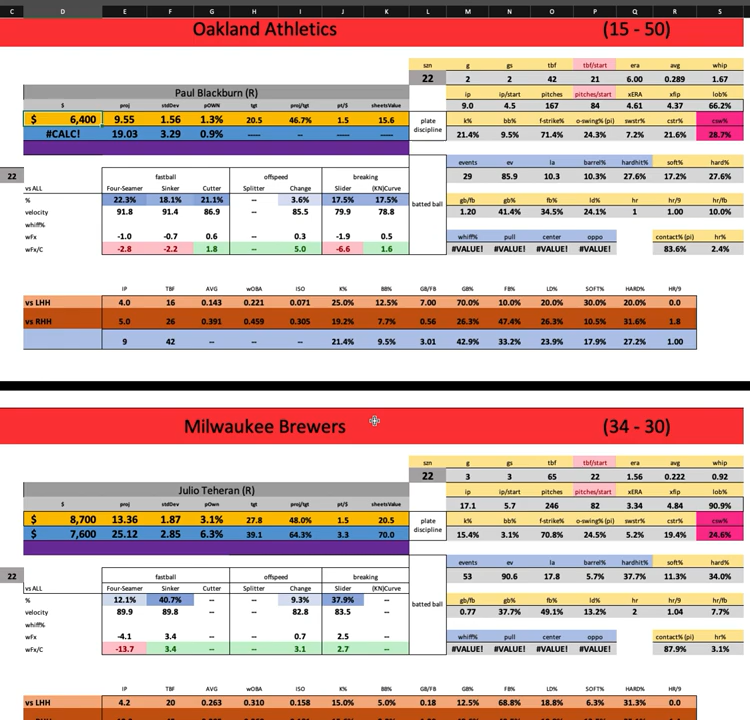 C D E F G H I J K L M N O P Q R S
Oakland Athletics (15 - 50)
szn g gs tbf tbf/start era avg whip
22 2 2 42 21 6.00 0.289 1.67
Paul Blackburn (R) ip ip/start pitches pitches/start xERA xfip lob%
$ proj stdDev pOWN tgt proj/tgt pt/$ sheetsValue 9.0 4.5 167 84 4.61 4.37 66.2%
$ 6,400 9.55 1.56 1.3% 20.5 46.7% 1.5 15.6 plate discipline k% bb% f-strike% o-swing% (pi) swstr% cstr% csw%
#CALC! 19.03 3.29 0.9% ----- -- ----- -- 21.4% 9.5% 71.4% 24.3% 7.2% 21.6% 28.7%
22 fastball offspeed breaking events ev la barrel% hardhit% soft% hard%
vs ALL Four-Seamer Sinker Cutter Splitter Change Slider (KN)Curve 29 85.9 10.3 10.3% 27.6% 17.2% 27.6%
% 22.3% 18.1% 21.1% -- 3.6% 17.5% 17.5% batted ball gb/fb gb% fb% ld% hr hr/9 hr/fb
velocity 91.8 91.4 86.9 -- 85.5 79.9 78.8 1.20 41.4% 34.5% 24.1% 1 1.00 10.0%
whiff%
wFx -1.0 -0.7 0.6 -- 0.3 -1.9 0.5 whiff% pull center oppo contact% (pi) hr%
wFx/C -2.8 -2.2 1.8 -- 5.0 -6.6 1.6 #VALUE! #VALUE! #VALUE! #VALUE! 83.6% 2.4%
IP TBF AVG wOBA ISO K% BB% GB/FB GB% FB% LD% SOFT% HARD% HR/9
vs LHH 4.0 16 0.143 0.221 0.071 25.0% 12.5% 7.00 70.0% 10.0% 20.0% 30.0% 20.0% 0.0
vs RHH 5.0 26 0.391 0.459 0.305 19.2% 7.7% 0.56 26.3% 47.4% 26.3% 10.5% 31.6% 1.8
9 42 -- -- -- 21.4% 9.5% 3.01 42.9% 33.2% 23.9% 17.9% 27.2% 1.00
Milwaukee Brewers (34 - 30)
szn g gs tbf tbf/start era avg whip
22 3 3 65 22 1.56 0.222 0.92
Julio Teheran (R) ip ip/start pitches pitches/start xERA xfip lob%
$ proj stdDev pOwn tgt proj/tgt pt/$ sheetsValue 17.1 5.7 246 82 3.34 4.84 90.9%
$ 8,700 13.36 1.87 3.1% 27.8 48.0% 1.5 20.5 plate discipline k% bb% f-strike% o-swing% (pi) swstr% cstr% csw%
$ 7,600 25.12 2.85 6.3% 39.1 64.3% 3.3 70.0 15.4% 3.1% 70.8% 24.5% 5.2% 19.4% 24.6%
22 fastball offspeed breaking events ev la barrel% hardhit% soft% hard%
vs ALL Four-Seamer Sinker Cutter Splitter Change Slider (KN)Curve 53 90.6 17.8 5.7% 37.7% 11.3% 34.0%
% 12.1% 40.7% -- -- 9.3% 37.9% -- batted ball gb/fb gb% fb% ld% hr hr/9 hr/fb
velocity 89.9 89.8 -- -- 82.8 83.5 -- 0.77 37.7% 49.1% 13.2% 2 1.04 7.7%
whiff%
wFx -4.1 3.4 -- -- 0.7 2.5 -- whiff% pull center oppo contact% (pi) hr%
wFx/C -13.7 3.4 -- -- 3.1 2.7 -- #VALUE! #VALUE! #VALUE! #VALUE! 87.9% 3.1%
IP TBF AVG wOBA ISO K% BB% GB/FB GB% FB% LD% SOFT% HARD% HR/9
vs LHH 4.2 20 0.263 0.310 0.158 15.0% 5.0% 0.18 12.5% 68.8% 18.8% 6.3% 31.3% 0.0